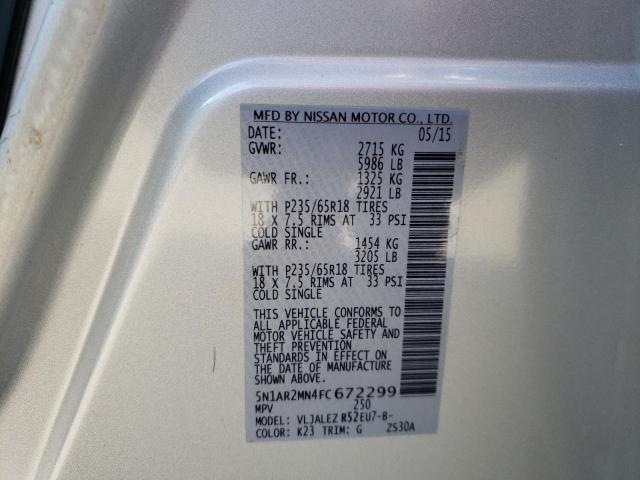 MFD BY NISSAN MOTOR CO., LTD.
DATE: 05/15
GVWR: 2715 KG
5986 LB
GAWR FR.: 1325 KG
2921 LB
WITH P235/65R18 TIRES
18 X 7.5 RIMS AT 33 PSI
COLD SINGLE
GAWR RR.: 1454 KG
3205 LB
WITH P235/65R18 TIRES
18 X 7.5 RIMS AT 33 PSI
COLD SINGLE
THIS VEHICLE CONFORMS TO
ALL APPLICABLE FEDERAL
MOTOR VEHICLE SAFETY AND
THEFT PREVENTION
STANDARDS IN EFFECT ON
THE DATE OF MANUFACTURE
SHOWN ABOVE.
5N1AR2MN4FC672299
MPV 250
MODEL: VLJALEZ R52EU7-B-
COLOR: K23 TRIM: G ZS30A